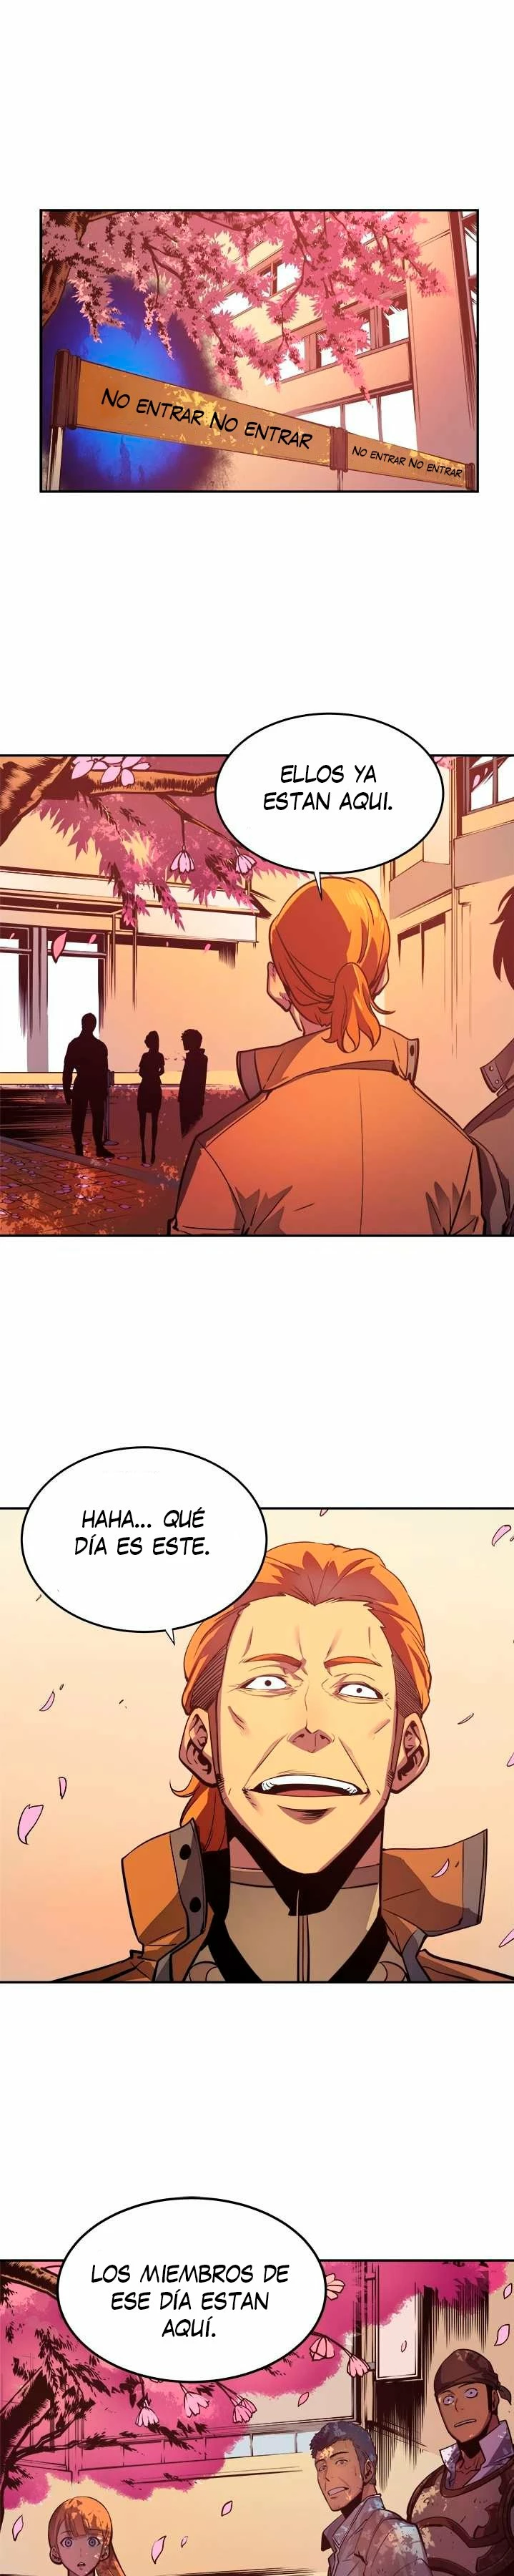 NO ENTRAR NO ENTRAR
NO ENTRAR NO ENTRAR
ELLOS YA
ESTAN AQUI.
HAHA... QUÉ
DÍA ES ESTE.
LOS MIEMBROS DE
ESE DÍA ESTAN
AQUÍ.